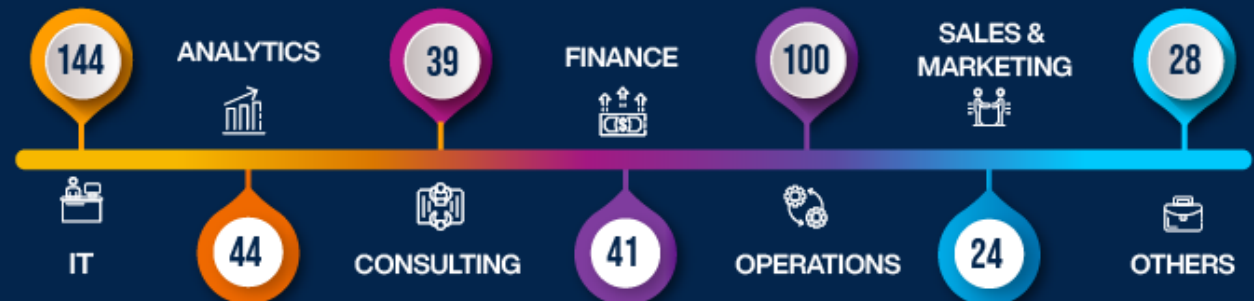 144
IT
ANALYTICS
44
39
CONSULTING
FINANCE
$
41
100
OPERATIONS
SALES &
MARKETING
24
28
OTHERS